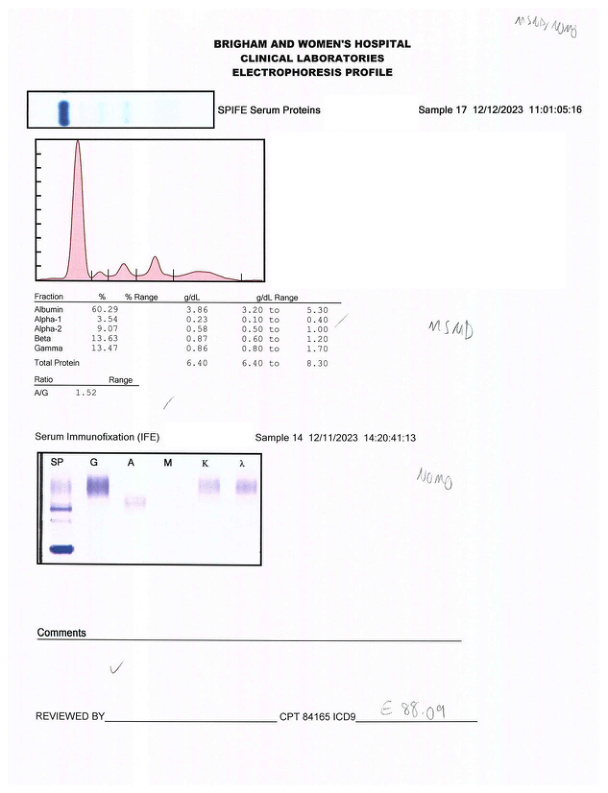 MSMD/NOMO
BRIGHAM AND WOMEN'S HOSPITAL
CLINICAL LABORATORIES
ELECTROPHORESIS PROFILE
SPIFE Serum Proteins Sample 17 12/12/2023 11:01:05:16
Fraction % % Range g/dL g/dL Range
Albumin 60.29 3.86 3.20 to 5.30
Alpha-1 3.54 0.23 0.10 to 0.40
Alpha-2 9.07 0.58 0.50 to 1.00
Beta 13.63 0.87 0.60 to 1.20
Gamma 13.47 0.86 0.80 to 1.70
MSMD
Total Protein 6.40 6.40 to 8.30
Ratio Range
A/G 1.52
Serum Immunofixation (IFE) Sample 14 12/11/2023 14:20:41:13
SP G A M K λ
NOMO
Comments
REVIEWED BY CPT 84165 ICD9 E 88.09